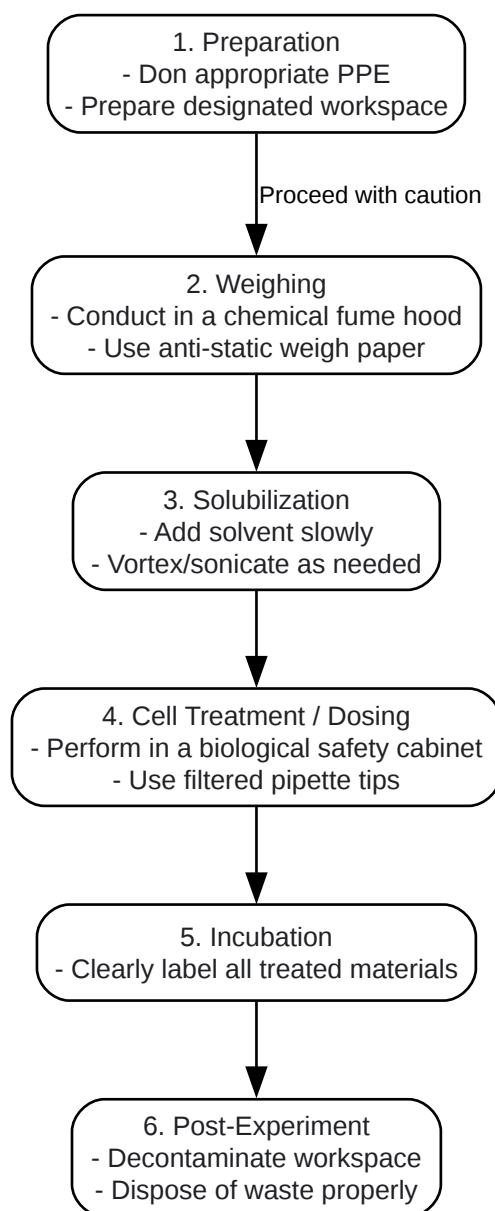 1. Preparation
- Don appropriate PPE
- Prepare designated workspace
Proceed with caution
2. Weighing
- Conduct in a chemical fume hood
- Use anti-static weigh paper
3. Solubilization
- Add solvent slowly
- Vortex/sonicate as needed
4. Cell Treatment / Dosing
- Perform in a biological safety cabinet
- Use filtered pipette tips
5. Incubation
- Clearly label all treated materials
6. Post-Experiment
- Decontaminate workspace
- Dispose of waste properly